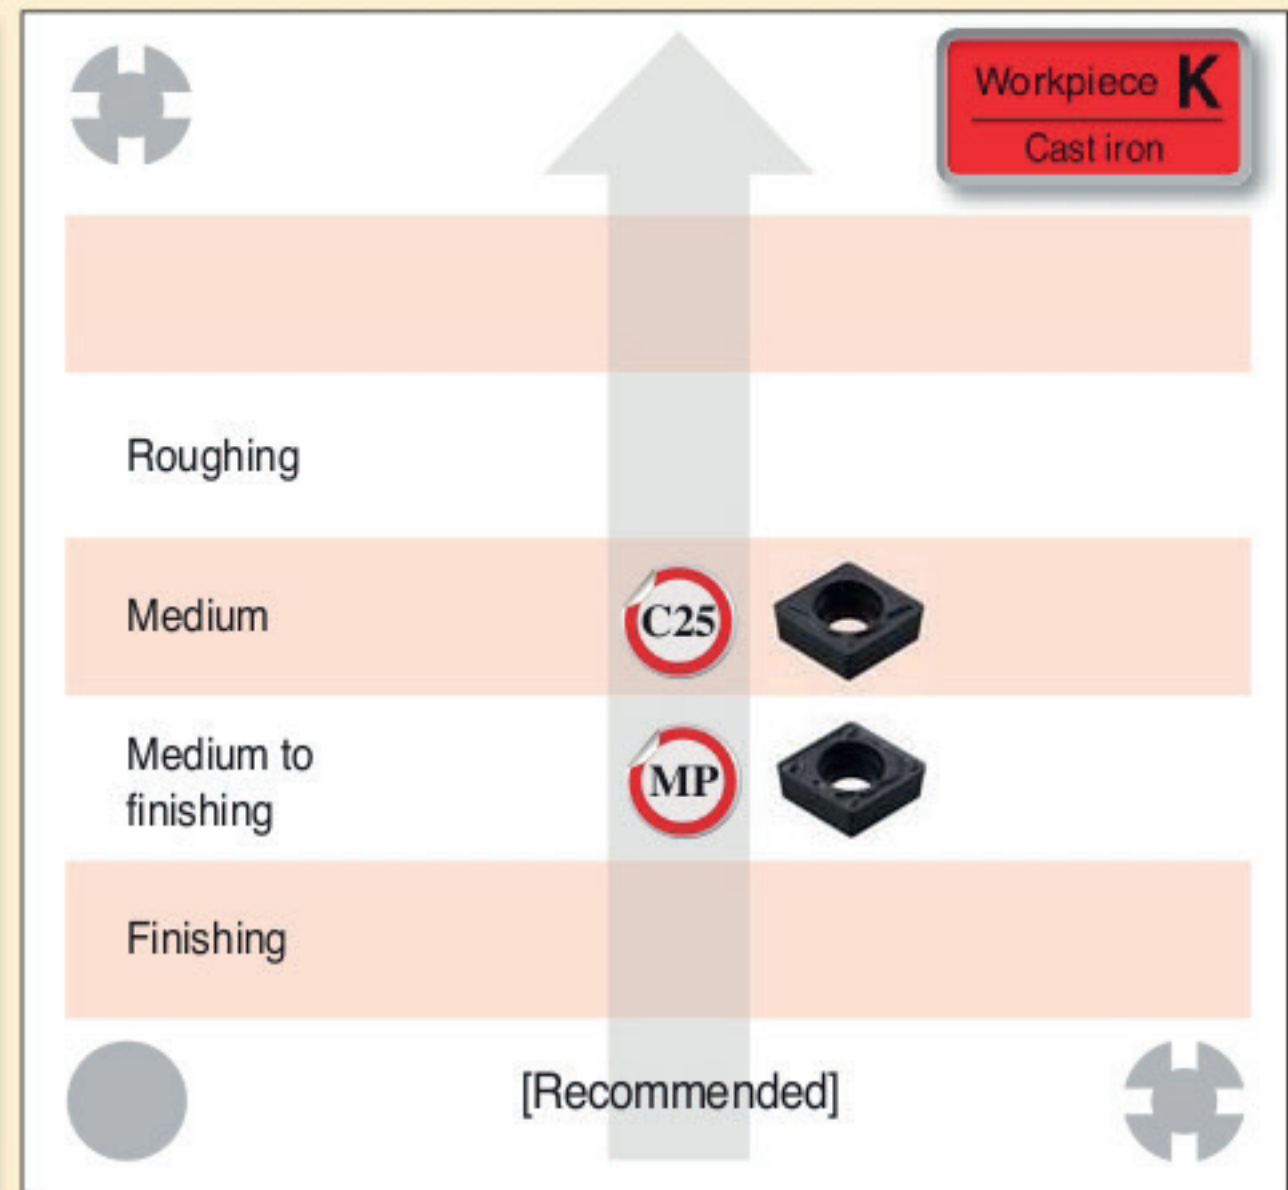 Workpiece K
Cast iron
Roughing
Medium
C25
Medium to
finishing
MP
Finishing
[Recommended]